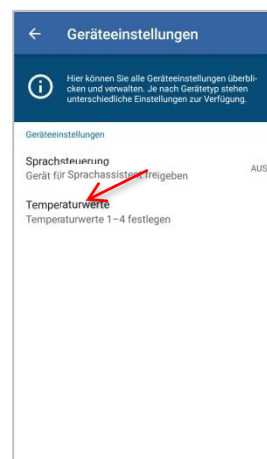 Geräteeinstellungen
Hier können Sie alle Geräteeinstellungen überbli-
cken und verwalten. Je nach Gerätetyp stehen
unterschiedliche Einstellungen zur Verfügung.
Geräteeinstellungen
Sprachsteuerung
Gerät für Sprachassistent freigeben
AUS
Temperaturwerte
Temperaturwerte 1–4 festlegen